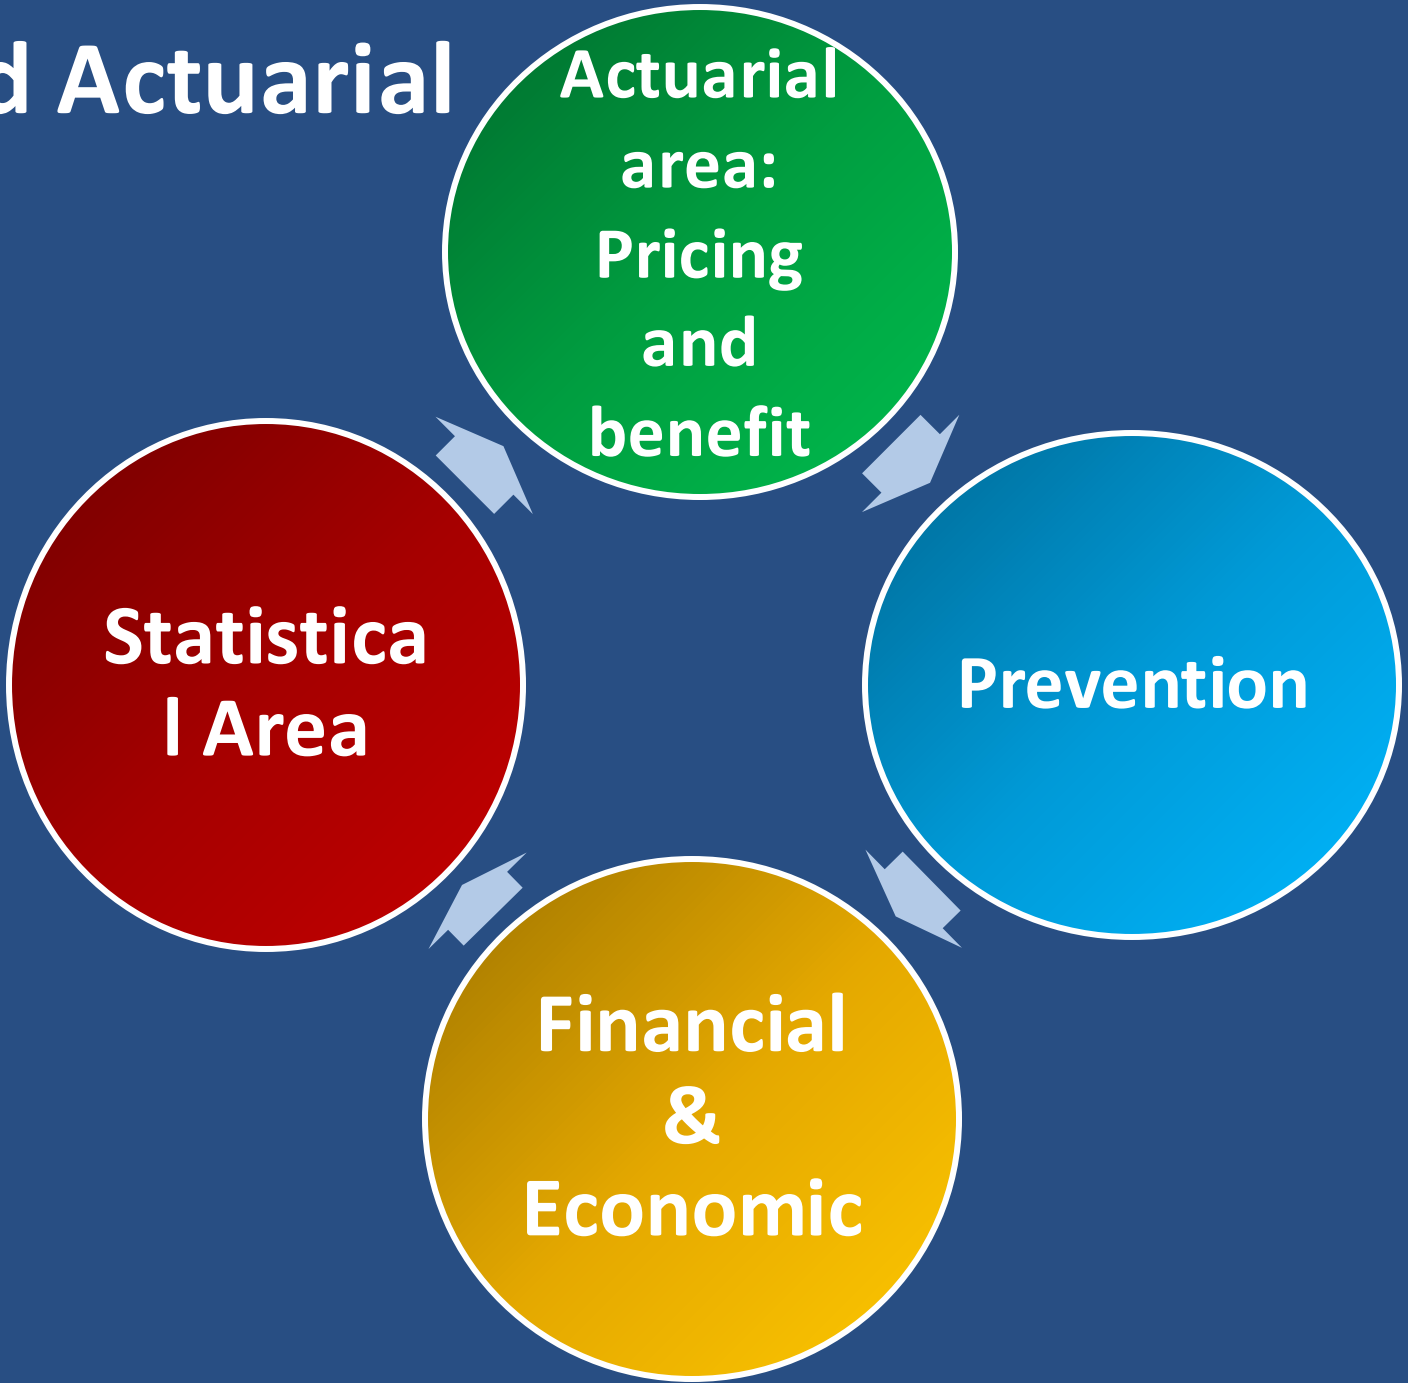 d Actuarial
Actuarial
area:
Pricing
and
benefit
Statistica
l Area
Prevention
Financial
&
Economic